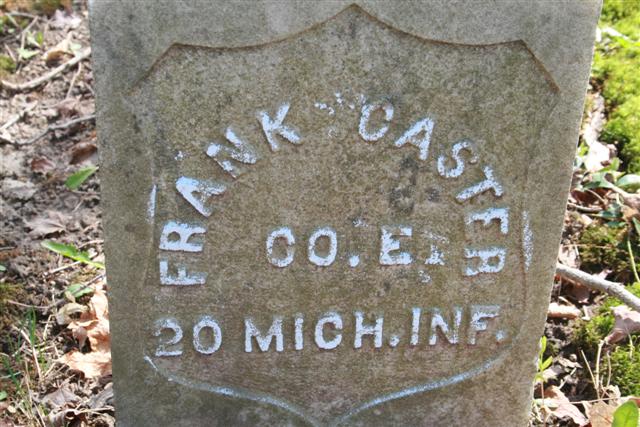 FRANK CASTER
CO. E.
20 MICH. INF.